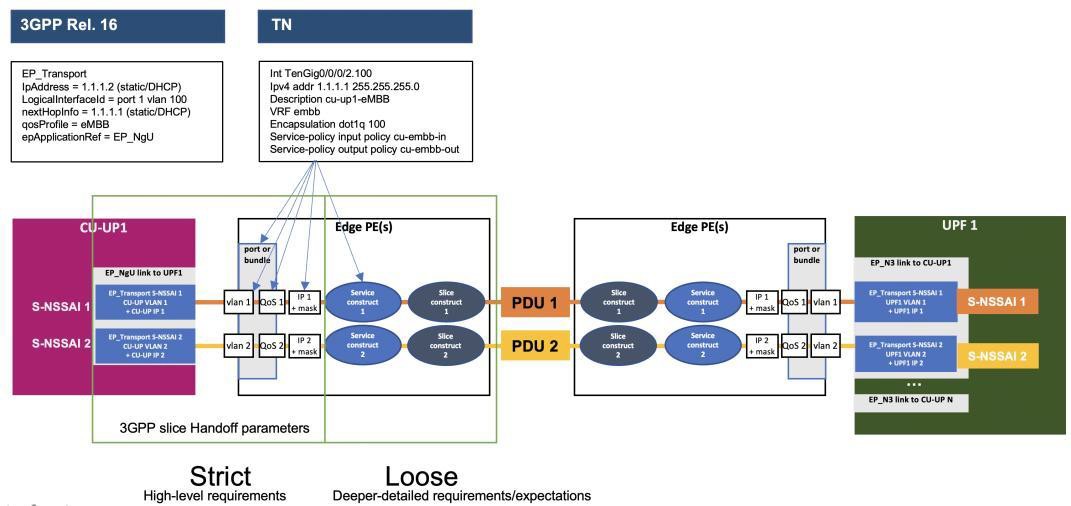 3GPP Rel. 16
TN
EP_Transport
IpAddress = 1.1.1.2 (static/DHCP)
LogicalInterfaceId = port 1 vlan 100
nextHopInfo = 1.1.1.1 (static/DHCP)
qosProfile = eMBB
epApplicationRef = EP_NgU
Int TenGig0/0/0/2.100
Ipv4 addr 1.1.1.1 255.255.255.0
Description cu-up1-eMBB
VRF embb
Encapsulation dot1q 100
Service-policy input policy cu-embb-in
Service-policy output policy cu-embb-out
CU-UP1
EP_NgU link to UPF1
S-NSSAI 1
EP_Transport S-NSSAI 1
CU-UP VLAN 1
+ CU-UP IP 1
S-NSSAI 2
EP_Transport S-NSSAI 2
CU-UP VLAN 2
+ CU-UP IP 2
Edge PE(s)
port or
bundle
vlan 1
QoS 1
IP 1
+ mask
Service
construct
1
Slice
construct
1
vlan 2
QoS 2
IP 2
+ mask
Service
construct
2
Slice
construct
2
PDU 1
PDU 2
Edge PE(s)
port or
bundle
Slice
construct
1
Service
construct
1
IP 1
+ mask
QoS 1
vlan 1
Slice
construct
2
Service
construct
2
IP 2
+ mask
QoS 2
vlan 2
UPF 1
EP_N3 link to CU-UP1
EP_Transport S-NSSAI 1
UPF1 VLAN 1
+ UPF1 IP 1
S-NSSAI 1
EP_Transport S-NSSAI 2
UPF1 VLAN 2
+ UPF1 IP 2
S-NSSAI 2
...
EP_N3 link to CU-UP N
3GPP slice Handoff parameters
Strict
High-level requirements
Loose
Deeper-detailed requirements/expectations